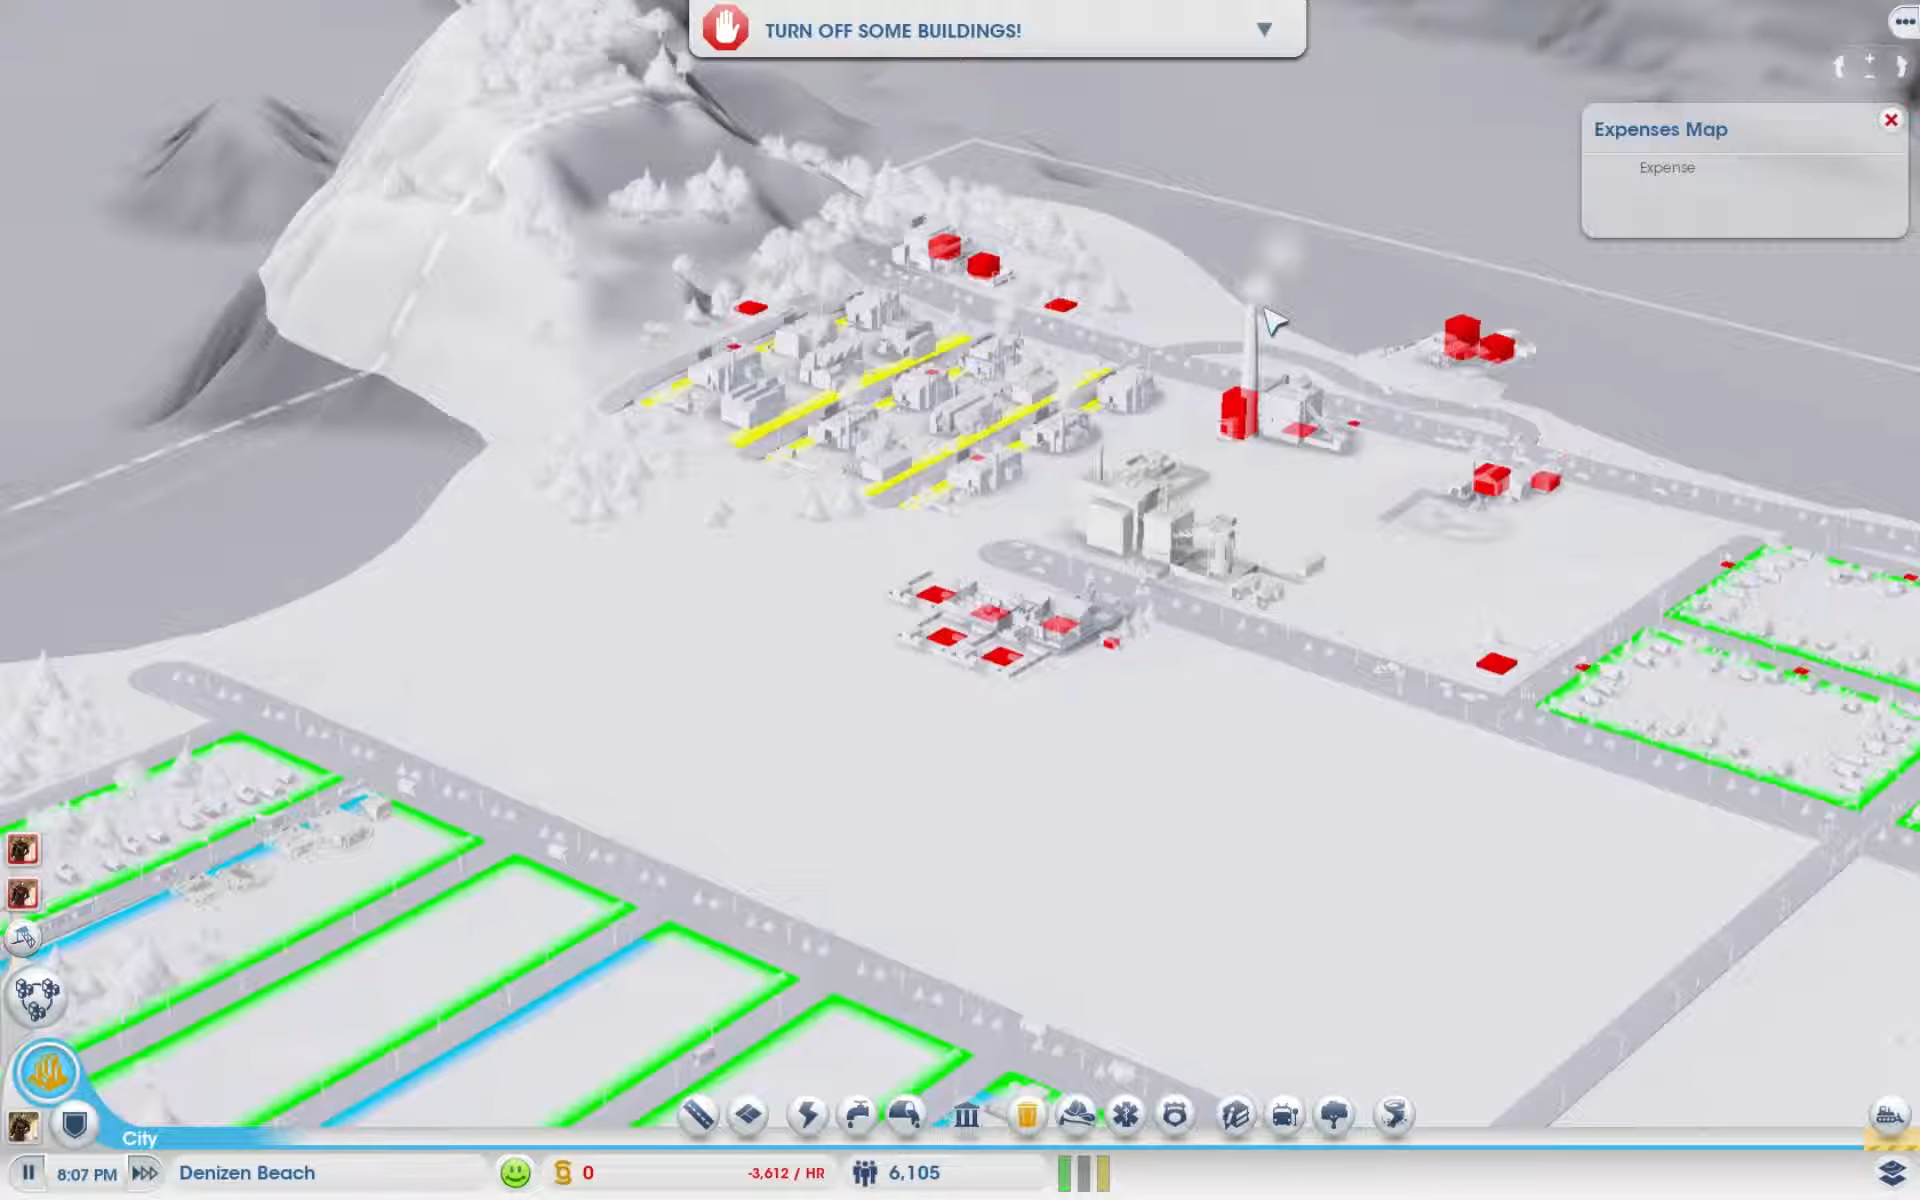 TURN OFF SOME BUILDINGS!
Expenses Map
Expense
City
8:07 PM
Denizen Beach
0
-3,612 / HR
6,105